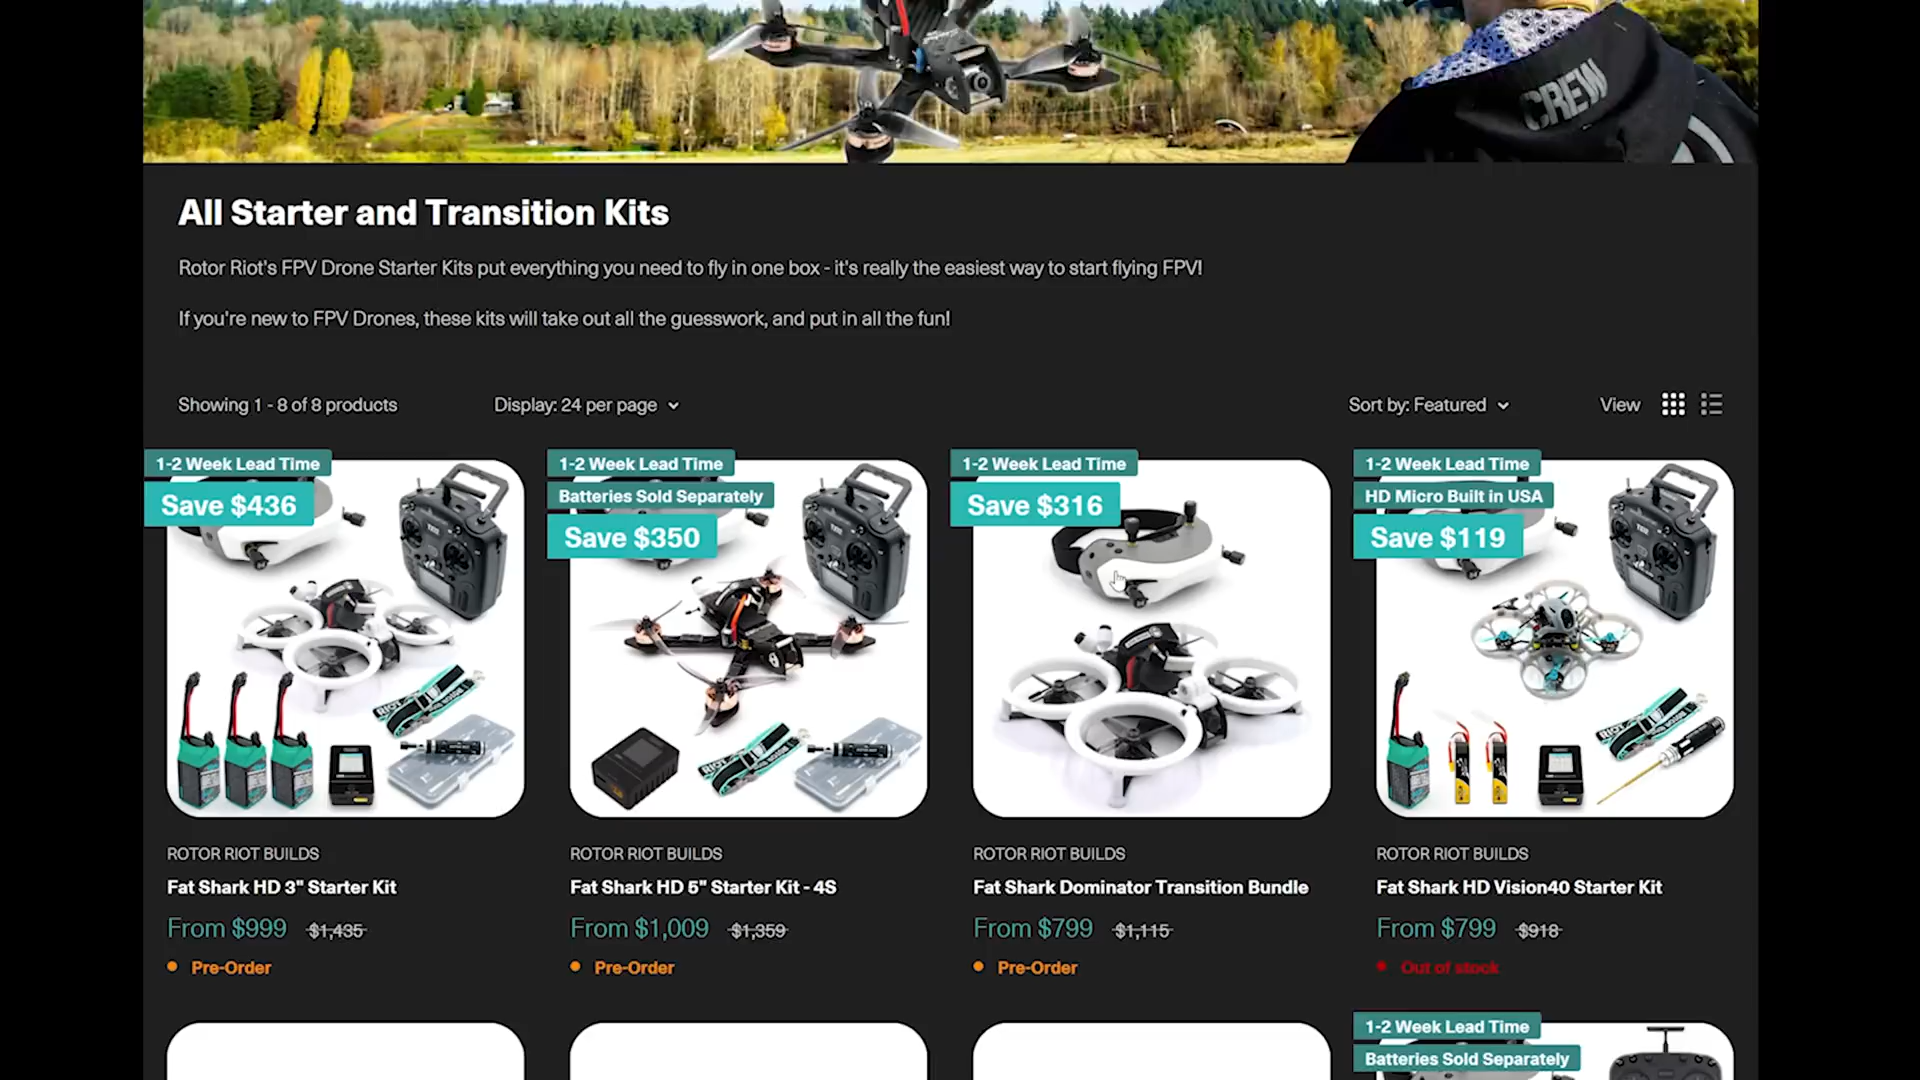 CREW
All Starter and Transition Kits
Rotor Riot's FPV Drone Starter Kits put everything you need to fly in one box - it's really the easiest way to start flying FPV!
If you're new to FPV Drones, these kits will take out all the guesswork, and put in all the fun!
Showing 1 - 8 of 8 products
Display: 24 per page
Sort by: Featured
View
1-2 Week Lead Time
Save $436
ROTOR RIOT BUILDS
Fat Shark HD 3" Starter Kit
From $999 $1,435
Pre-Order
1-2 Week Lead Time
Batteries Sold Separately
Save $350
RIOT
ROTOR RIOT BUILDS
Fat Shark HD 5" Starter Kit - 4S
From $1,009 $1,359
Pre-Order
1-2 Week Lead Time
Save $316
ROTOR RIOT BUILDS
Fat Shark Dominator Transition Bundle
From $799 $1,115
Pre-Order
1-2 Week Lead Time
HD Micro Built in USA
Save $119
ROTOR RIOT BUILDS
Fat Shark HD Vision40 Starter Kit
From $799 $918
Out of stock
1-2 Week Lead Time
Batteries Sold Separately